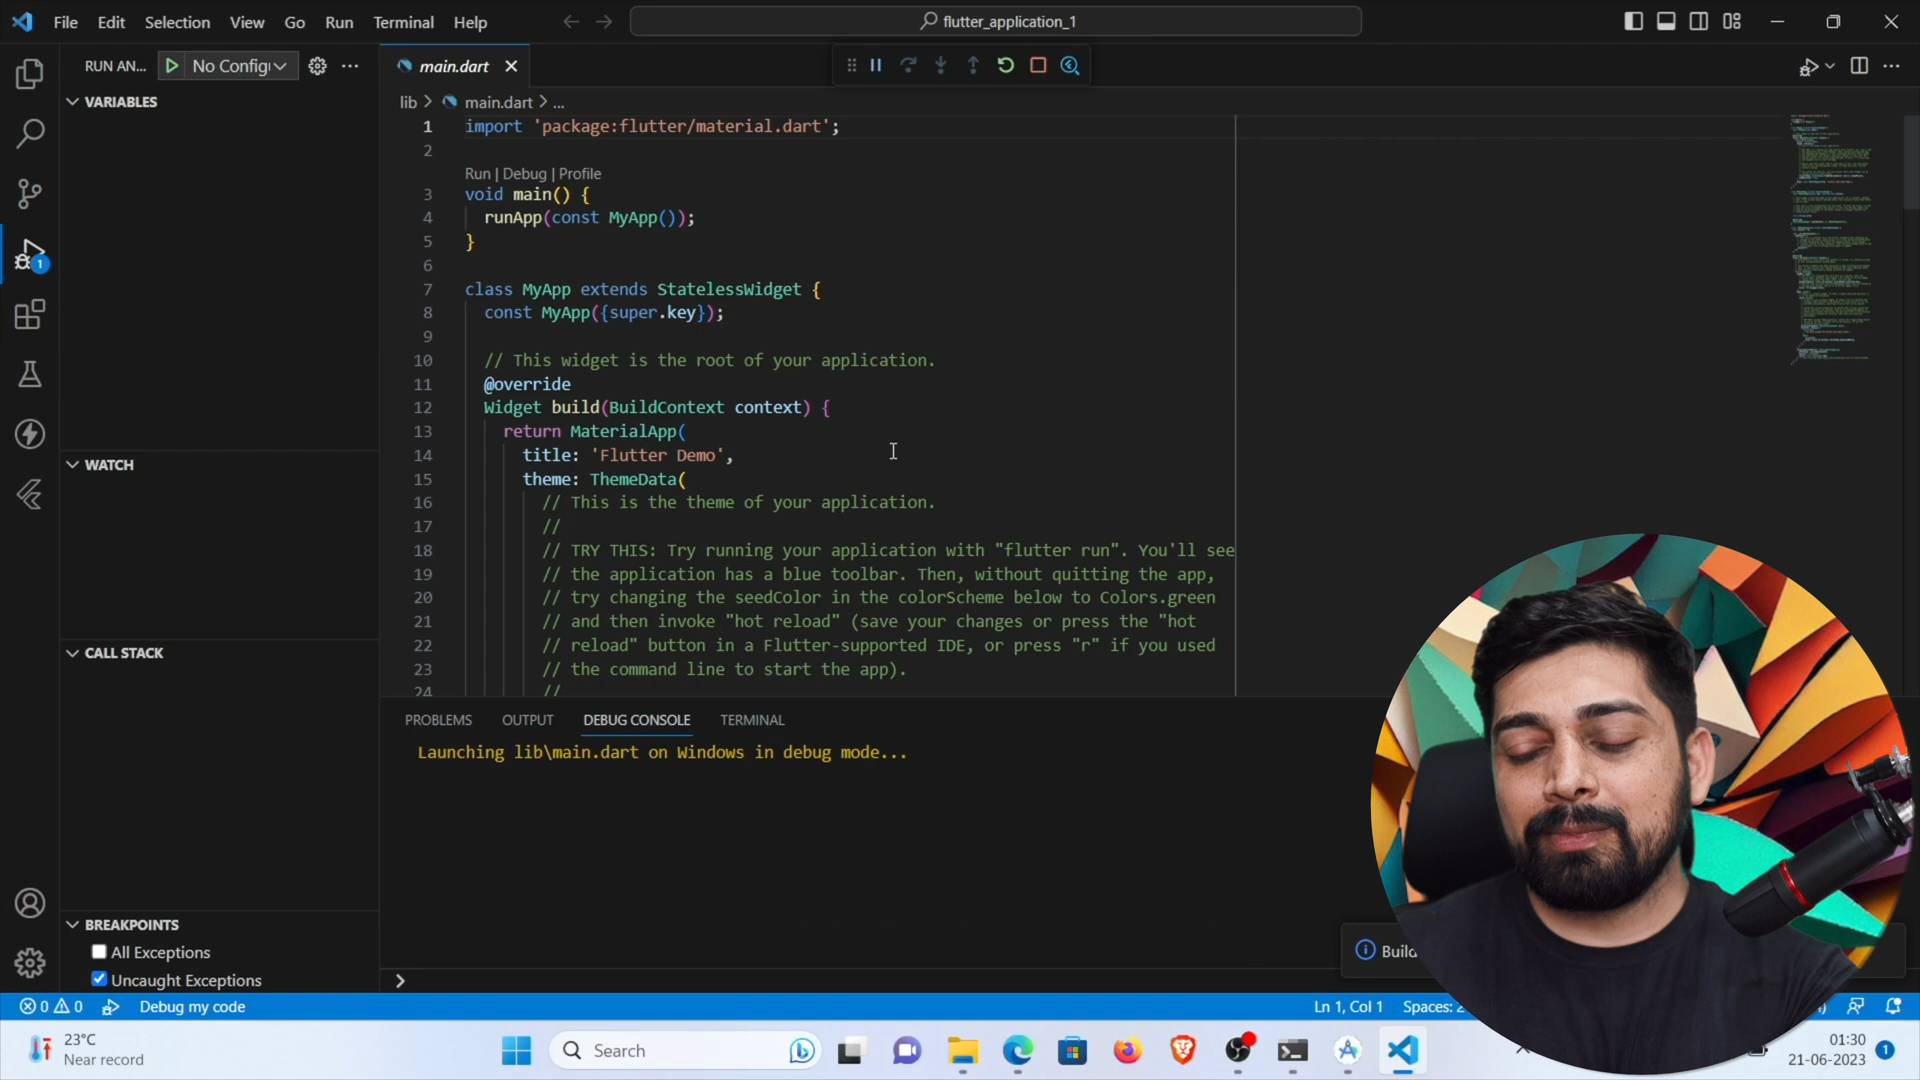 File Edit Selection View Go Run Terminal Help
flutter_application_1
RUN AN... No Config
main.dart
VARIABLES
lib > main.dart > ...
1 import 'package:flutter/material.dart';
2
Run | Debug | Profile
3 void main() {
4 runApp(const MyApp());
5 }
6
7 class MyApp extends StatelessWidget {
8 const MyApp({super.key});
9
10 // This widget is the root of your application.
11 @override
12 Widget build(BuildContext context) {
13 return MaterialApp(
14 title: 'Flutter Demo',
15 theme: ThemeData(
16 // This is the theme of your application.
17 //
18 // TRY THIS: Try running your application with "flutter run". You'll see
19 // the application has a blue toolbar. Then, without quitting the app,
20 // try changing the seedColor in the colorScheme below to Colors.green
21 // and then invoke "hot reload" (save your changes or press the "hot
22 // reload" button in a Flutter-supported IDE, or press "r" if you used
23 // the command line to start the app).
24 //
1
WATCH
CALL STACK
BREAKPOINTS
All Exceptions
Uncaught Exceptions
PROBLEMS OUTPUT DEBUG CONSOLE TERMINAL
Launching lib\main.dart on Windows in debug mode...
Build
0 0 Debug my code
Ln 1, Col 1 Spaces: 2
23°C
Near record
Search
01:30
21-06-2023
1